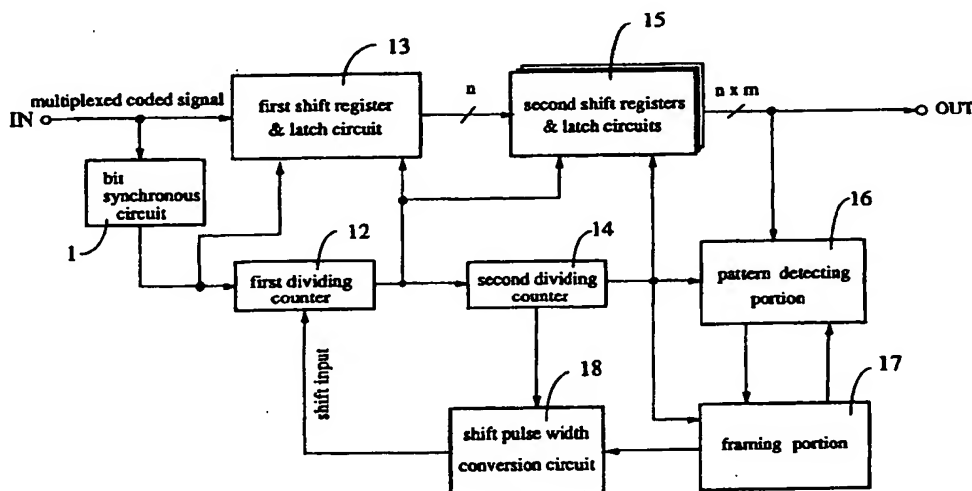 13
15
IN
multiplexed coded signal
first shift register
& latch circuit
n
second shift registers
& latch circuits
n x m
OUT
bit
synchronous
circuit
1
12
first dividing
counter
14
second dividing
counter
16
pattern detecting
portion
shift input
18
shift pulse width
conversion circuit
17
framing portion